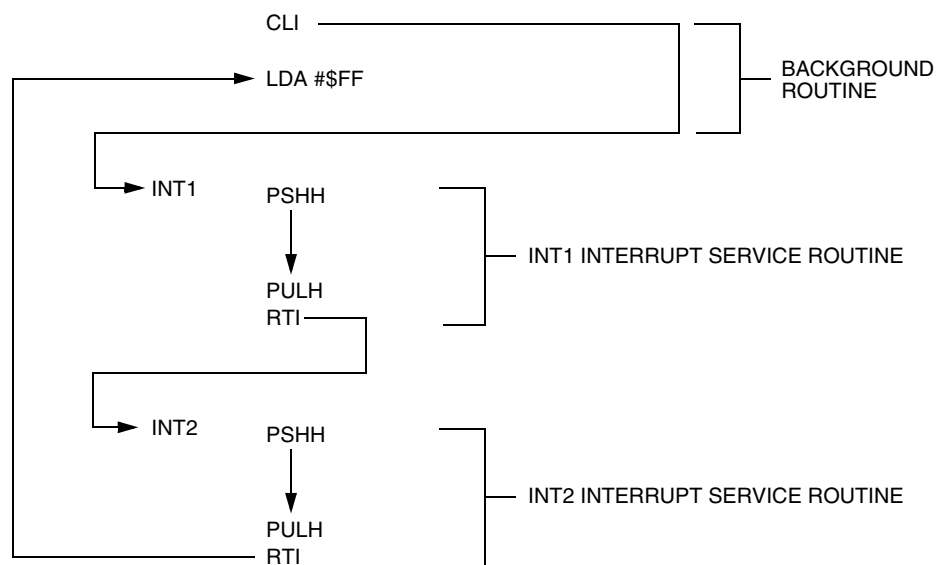 CLI
LDA #$FF
BACKGROUND
ROUTINE
INT1
PSHH
INT1 INTERRUPT SERVICE ROUTINE
PULH
RTI
INT2
PSHH
INT2 INTERRUPT SERVICE ROUTINE
PULH
RTI